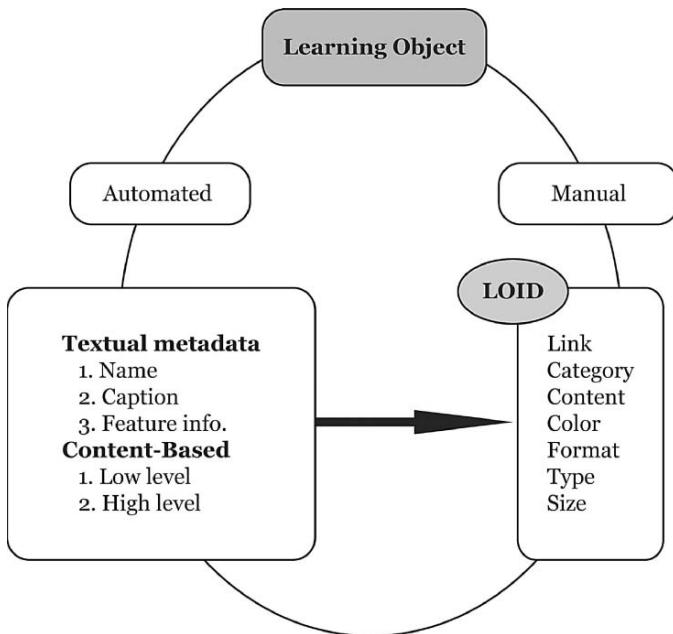 Learning Object
Automated
Manual
LOID
Textual metadata
1. Name
2. Caption
3. Feature info.
Content-Based
1. Low level
2. High level
Link
Category
Content
Color
Format
Type
Size